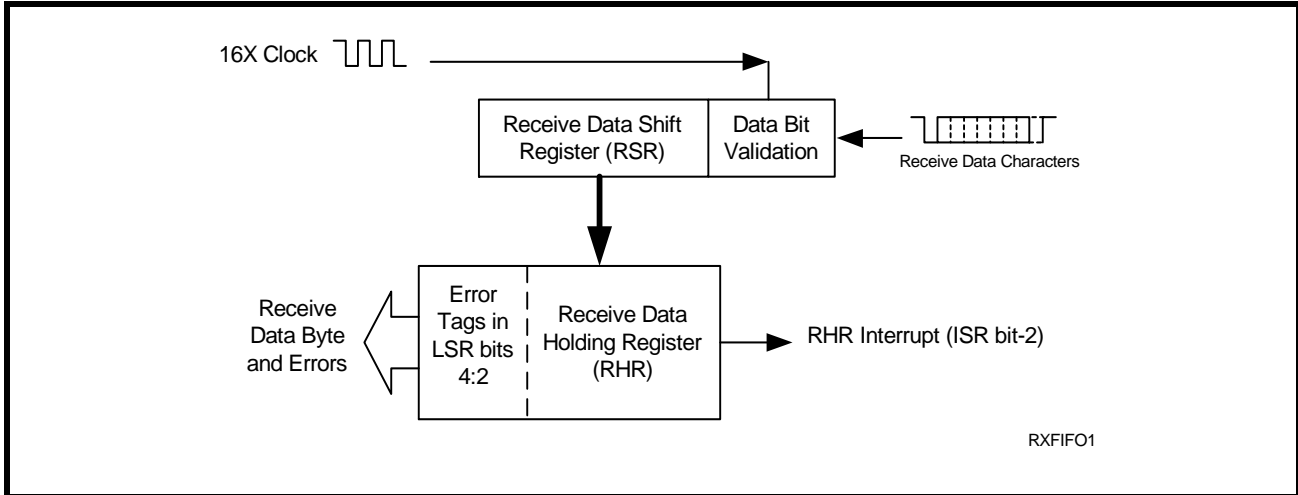 16X Clock
Receive Data Shift
Register (RSR)
Data Bit
Validation
Receive Data Characters
Receive
Data Byte
and Errors
Error
Tags in
LSR bits
4:2
Receive Data
Holding Register
(RHR)
RHR Interrupt (ISR bit-2)
RXFIFO1